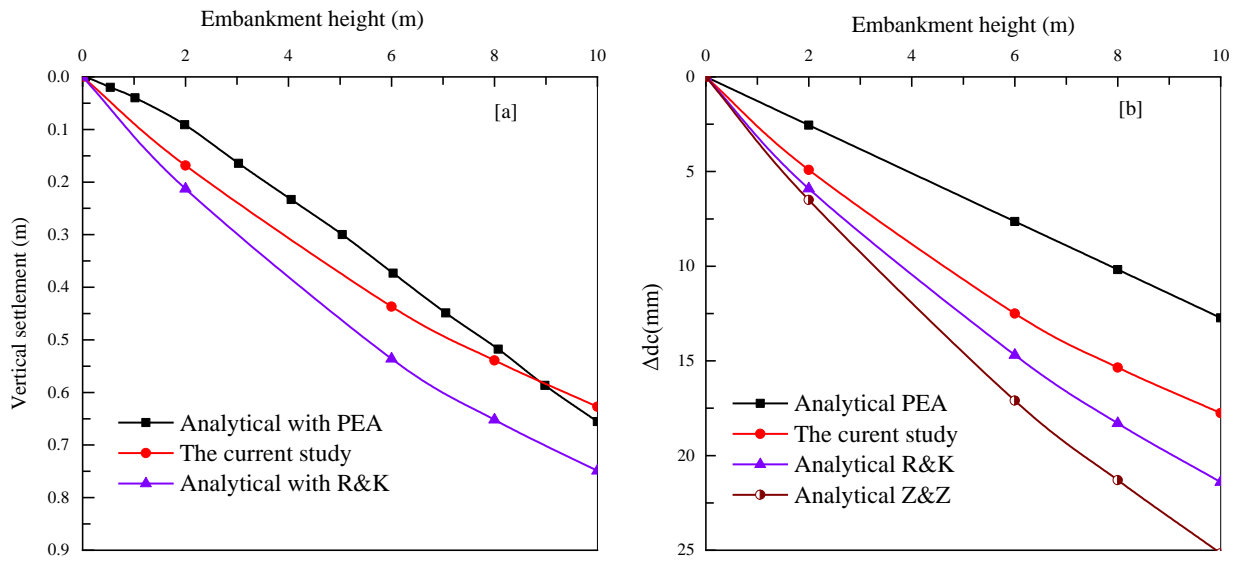 Embankment height (m)
0 2 4 6 8 10
0.0
0.1
0.2
0.3
0.4
0.5
0.6
0.7
0.8
0.9
Vertical settlement (m)
[a]
Analytical with PEA
The current study
Analytical with R&K
Embankment height (m)
0 2 4 6 8 10
0
5
10
15
20
25
Δdc(mm)
[b]
Analytical PEA
The curent study
Analytical R&K
Analytical Z&Z